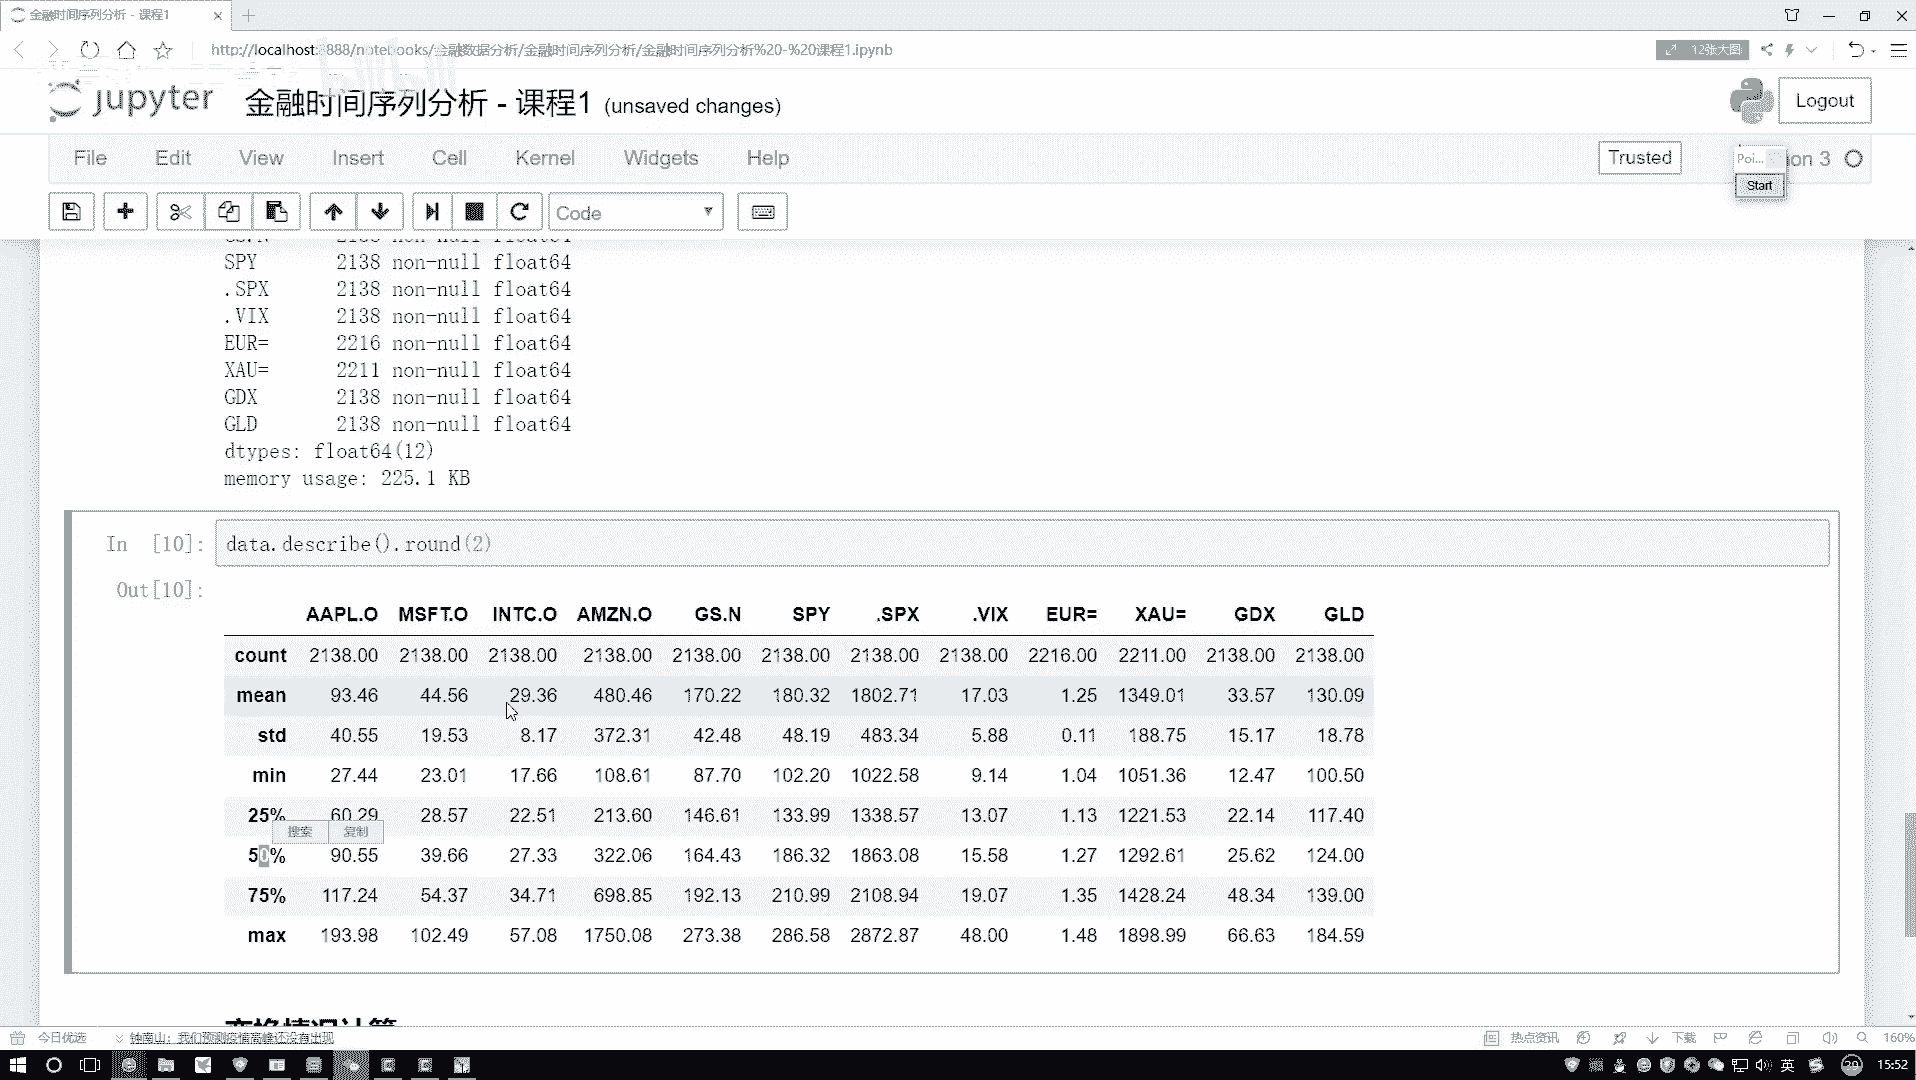 金融时间序列分析 - 课程1
http://localhost:8888/notebooks/金融数据分析/金融时间序列分析/金融时间序列分析%20-%20课程1.ipynb
12张大图
jupyter 金融时间序列分析 - 课程1 (unsaved changes)
Logout
File Edit View Insert Cell Kernel Widgets Help
Trusted
Poi...
on 3
Start
Code
SPY 2138 non-null float64
.SPX 2138 non-null float64
.VIX 2138 non-null float64
EUR= 2216 non-null float64
XAU= 2211 non-null float64
GDX 2138 non-null float64
GLD 2138 non-null float64
dtypes: float64(12)
memory usage: 225.1 KB
In [10]: data.describe().round(2)
Out[10]:
AAPL.O MSFT.O INTC.O AMZN.O GS.N SPY .SPX .VIX EUR= XAU= GDX GLD
count 2138.00 2138.00 2138.00 2138.00 2138.00 2138.00 2138.00 2138.00 2216.00 2211.00 2138.00 2138.00
mean 93.46 44.56 29.36 480.46 170.22 180.32 1802.71 17.03 1.25 1349.01 33.57 130.09
std 40.55 19.53 8.17 372.31 42.48 48.19 483.34 5.88 0.11 188.75 15.17 18.78
min 27.44 23.01 17.66 108.61 87.70 102.20 1022.58 9.14 1.04 1051.36 12.47 100.50
25% 60.29 28.57 22.51 213.60 146.61 133.99 1338.57 13.07 1.13 1221.53 22.14 117.40
搜索 复制
50% 90.55 39.66 27.33 322.06 164.43 186.32 1863.08 15.58 1.27 1292.61 25.62 124.00
75% 117.24 54.37 34.71 698.85 192.13 210.99 2108.94 19.07 1.35 1428.24 48.34 139.00
max 193.98 102.49 57.08 1750.08 273.38 286.58 2872.87 48.00 1.48 1898.99 66.63 184.59
今日优选
钟南山：我们预测疫情高峰还没有出现
热点资讯
下载
160%
英
29
15:52